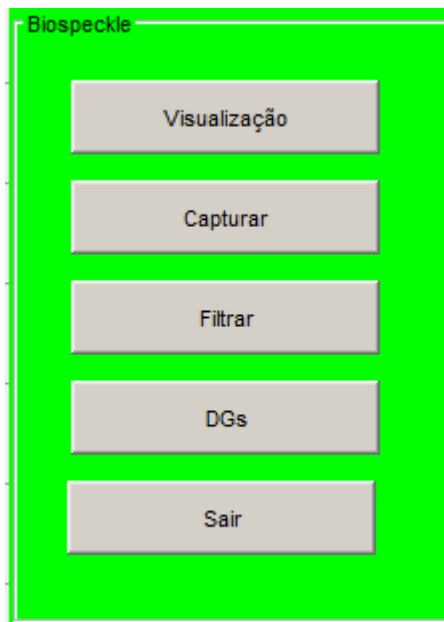 Biospeckle
Visualização
Capturar
Filtrar
DGs
Sair